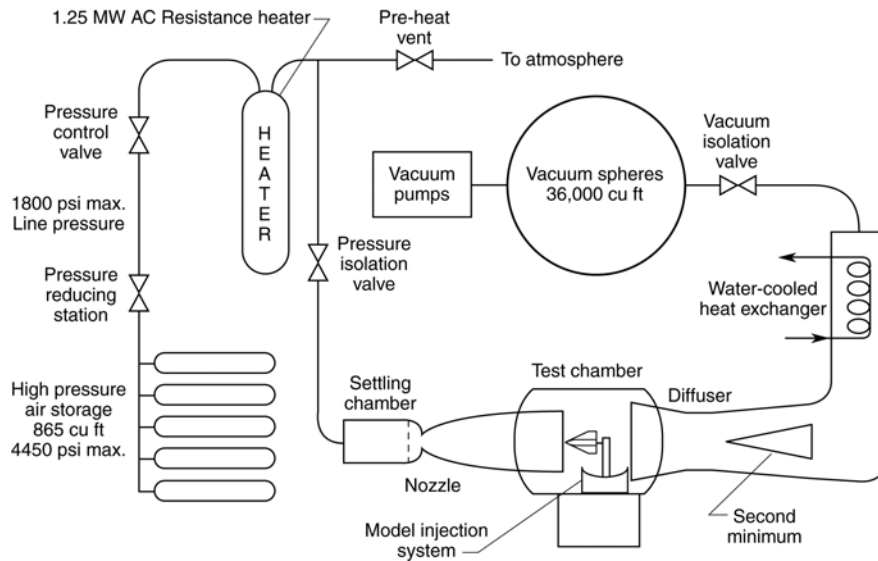 1.25 MW AC Resistance heater
Pre-heat
vent
To atmosphere
Pressure
control
valve
HEATER
Vacuum
pumps
Vacuum spheres
36,000 cu ft
Vacuum
isolation
valve
1800 psi max.
Line pressure
Pressure
isolation
valve
Pressure
reducing
station
Water-cooled
heat exchanger
High pressure
air storage
865 cu ft
4450 psi max.
Settling
chamber
Test chamber
Diffuser
Nozzle
Model injection
system
Second
minimum